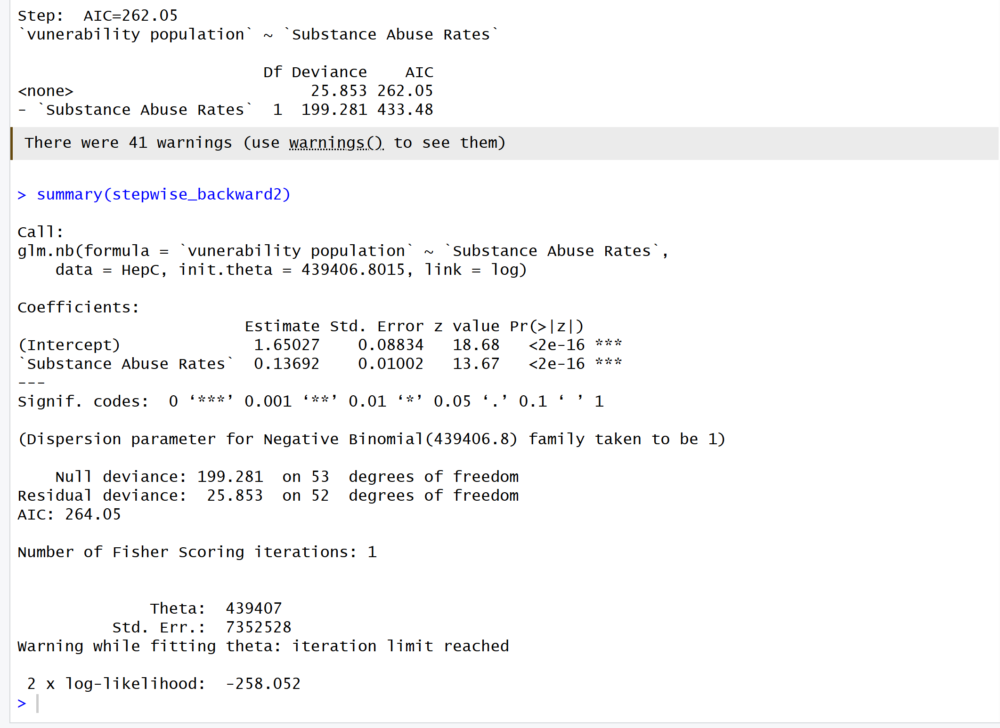 Step:  AIC=262.05
`vunerability population` ~ `Substance Abuse Rates`
                          Df Deviance    AIC
<none>                         25.853 262.05
- `Substance Abuse Rates`  1  199.281 433.48
There were 41 warnings (use warnings() to see them)
> summary(stepwise_backward2)
Call:
glm.nb(formula = `vunerability population` ~ `Substance Abuse Rates`,
    data = HepC, init.theta = 439406.8015, link = log)
Coefficients:
                        Estimate Std. Error z value Pr(>|z|)
(Intercept)              1.65027    0.08834   18.68   <2e-16 ***
`Substance Abuse Rates`  0.13692    0.01002   13.67   <2e-16 ***
---
Signif. codes:  0 ‘***’ 0.001 ‘**’ 0.01 ‘*’ 0.05 ‘.’ 0.1 ‘ ’ 1
(Dispersion parameter for Negative Binomial(439406.8) family taken to be 1)
    Null deviance: 199.281  on 53  degrees of freedom
Residual deviance:  25.853  on 52  degrees of freedom
AIC: 264.05
Number of Fisher Scoring iterations: 1
              Theta:  439407
          Std. Err.:  7352528
Warning while fitting theta: iteration limit reached
 2 x log-likelihood:  -258.052
>